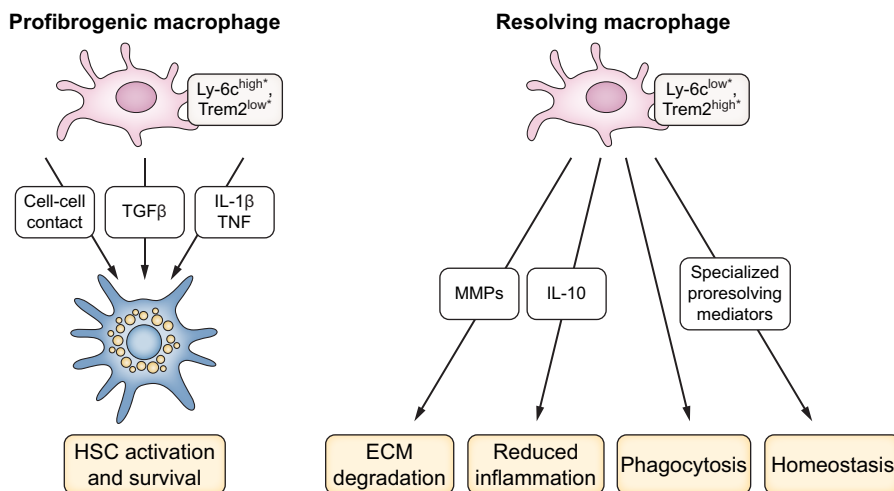 Profibrogenic macrophage
Ly-6c^high*,
Trem2^low*
Cell-cell
contact
TGFβ
IL-1β
TNF
HSC activation
and survival
Resolving macrophage
Ly-6c^low*,
Trem2^high*
MMPs
IL-10
Specialized
proresolving
mediators
ECM
degradation
Reduced
inflammation
Phagocytosis
Homeostasis